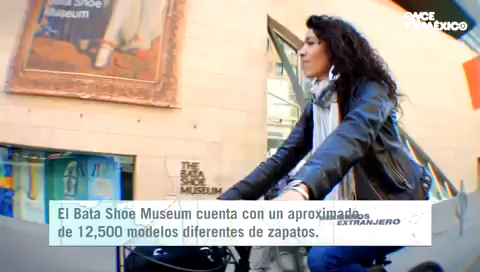 Bata Shoe
Museum
ONCE
TV MÉXICO
THE
BATA
SHOE
MUSEUM
EXTRANJERO
El Bata Shoe Museum cuenta con un aproximado
de 12,500 modelos diferentes de zapatos.